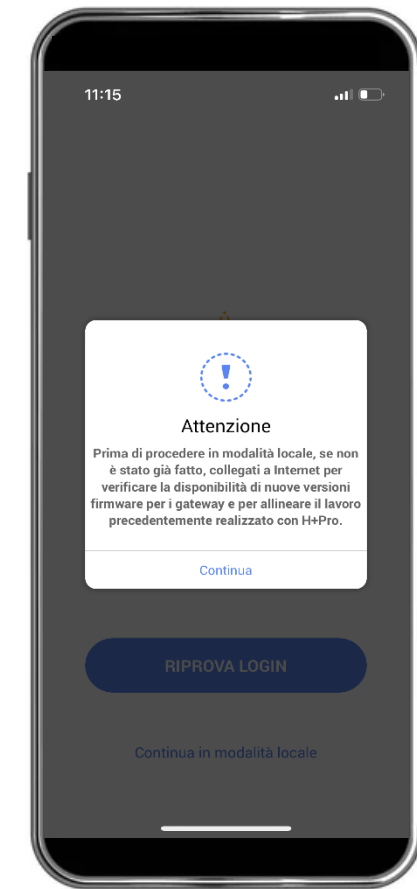 11:15
Attenzione
Prima di procedere in modalità locale, se non
è stato già fatto, collegati a Internet per
verificare la disponibilità di nuove versioni
firmware per i gateway e per allineare il lavoro
precedentemente realizzato con H+Pro.
Continua
RIPROVA LOGIN
Continua in modalità locale